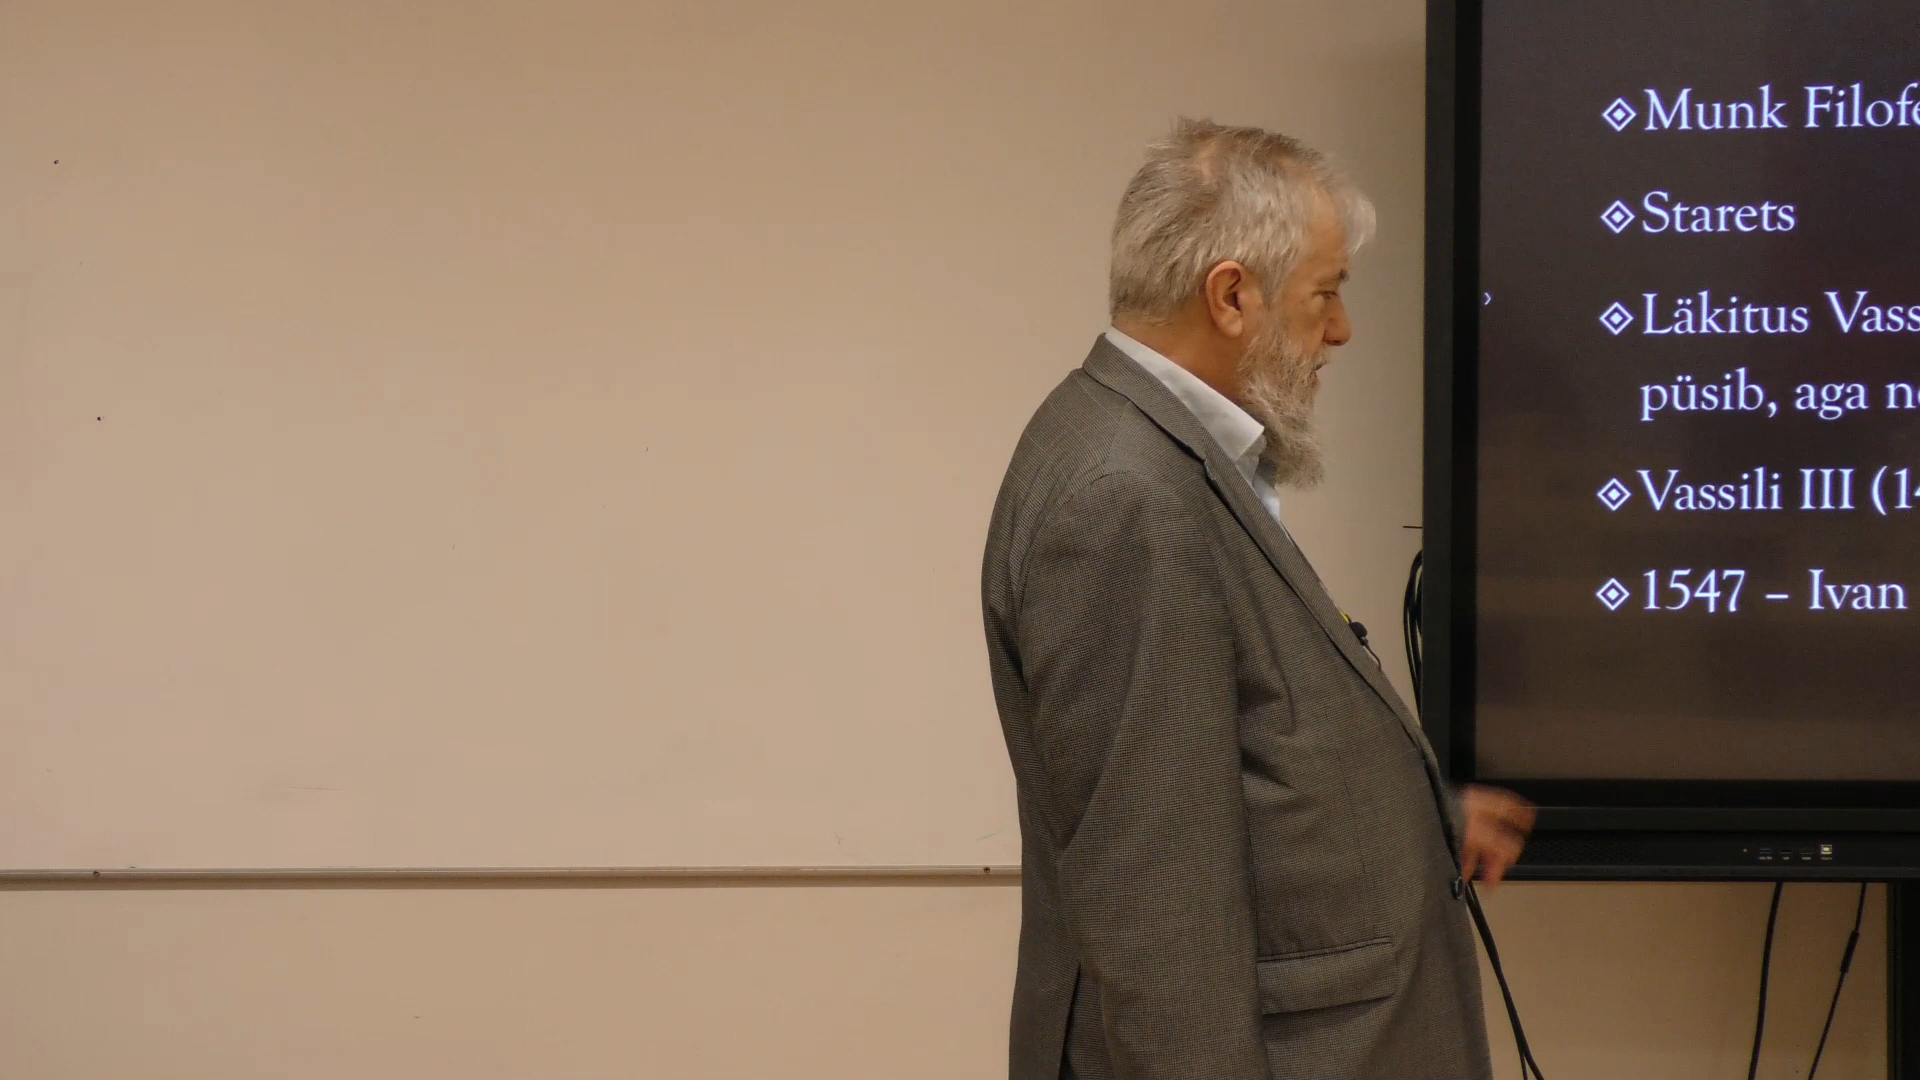 Munk Filofe
Starets
Läkitus Vass
püsib, aga n
Vassili III (1
1547 – Ivan